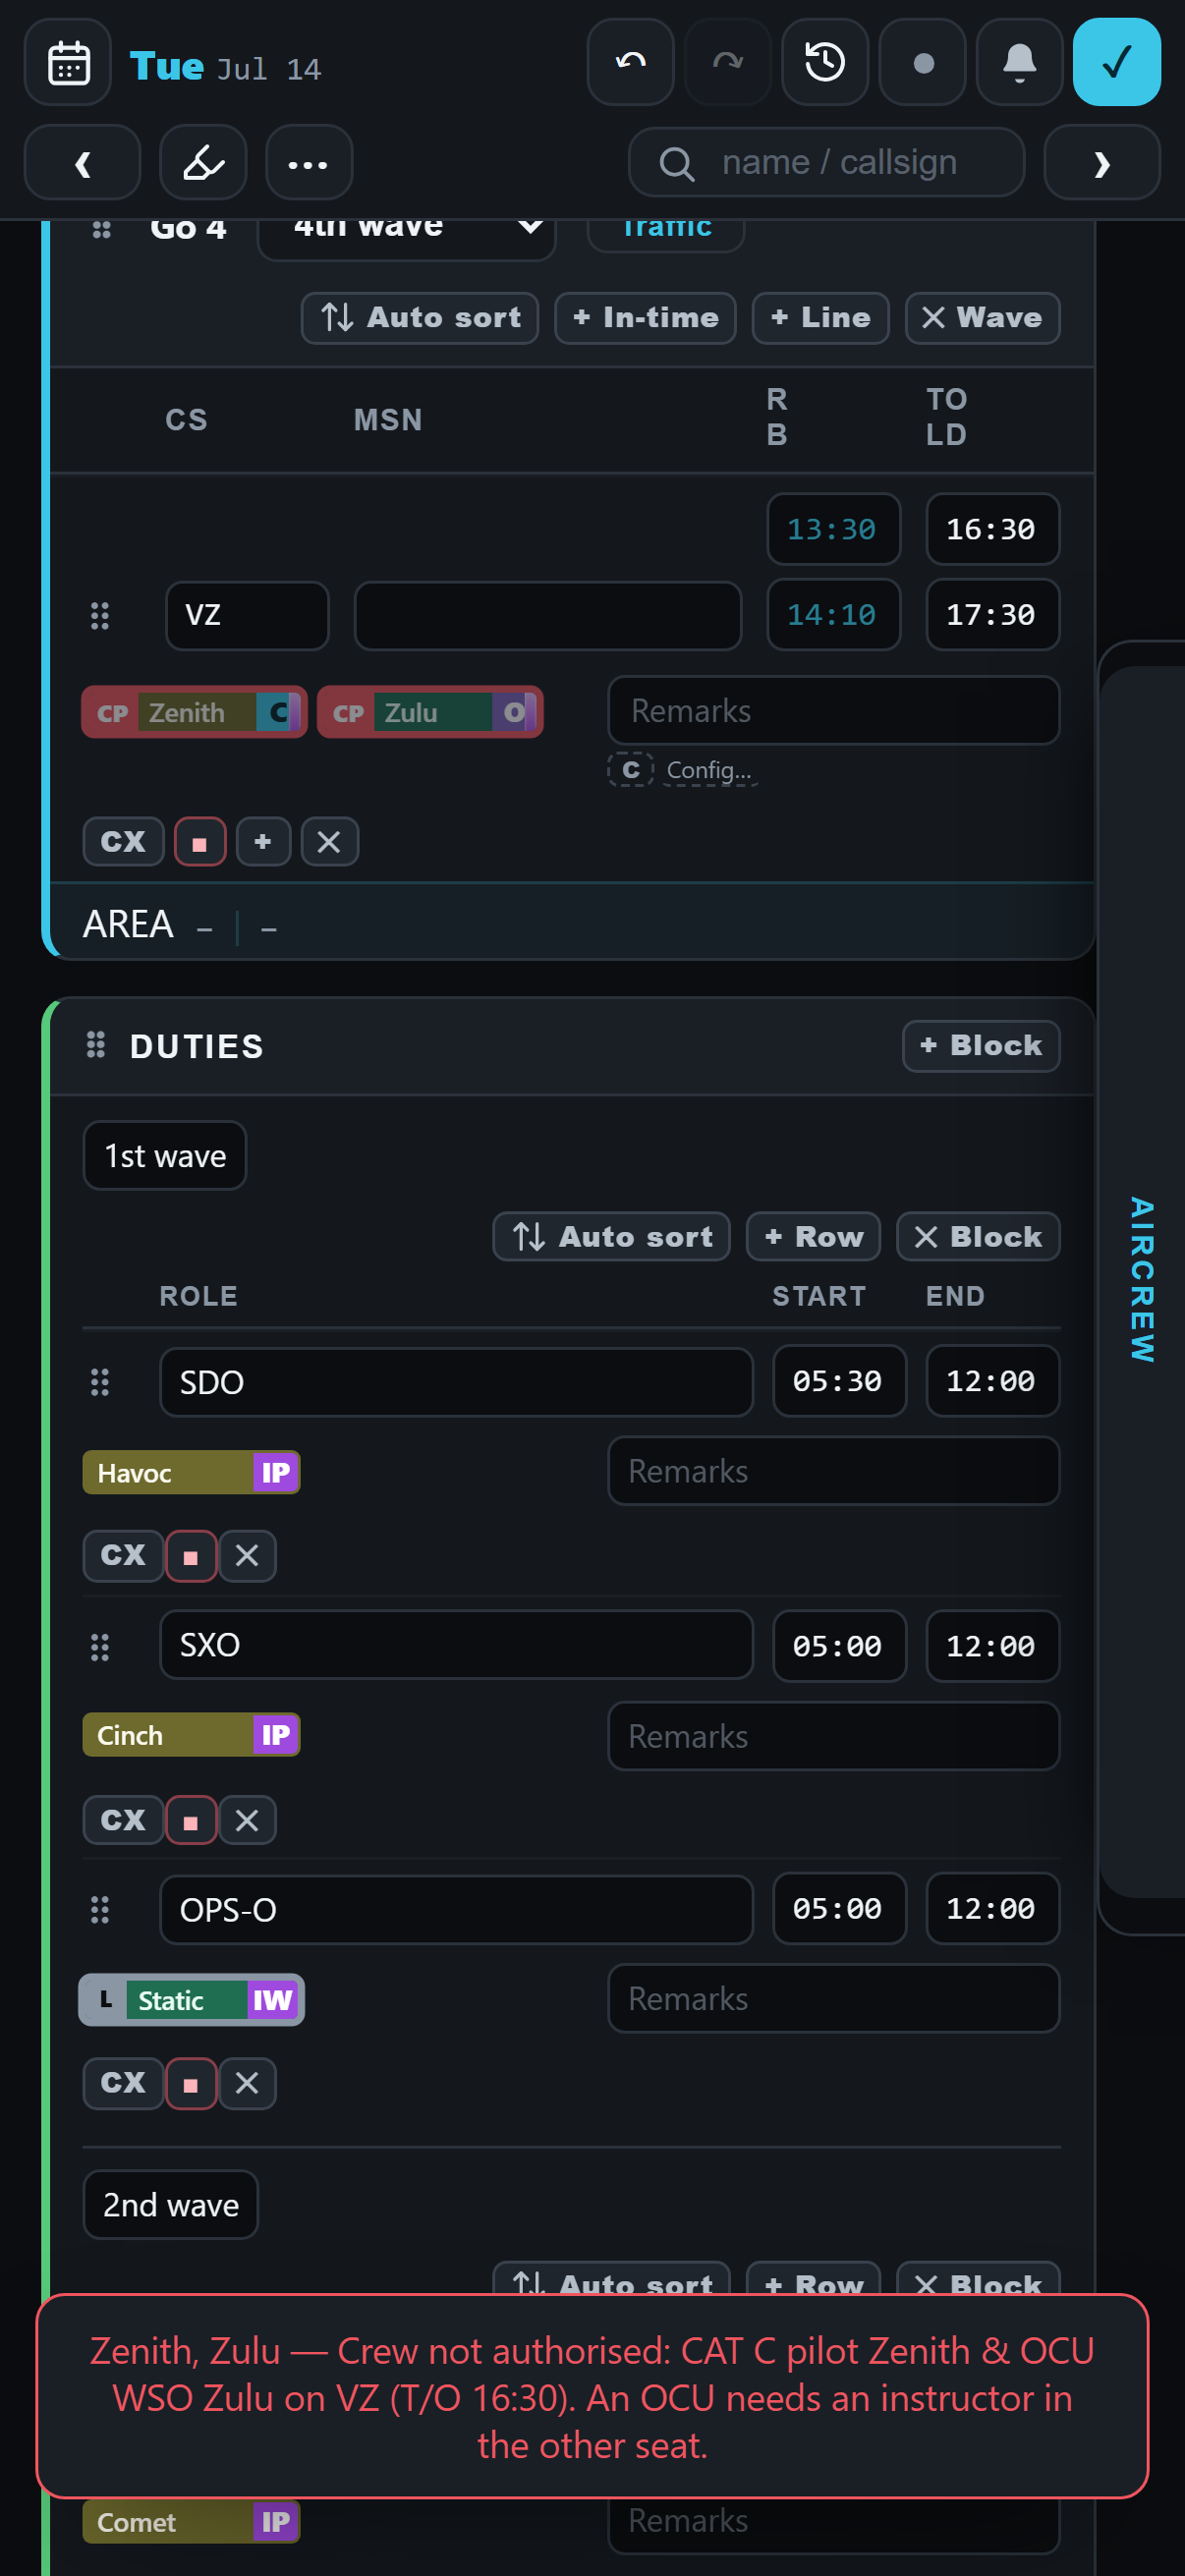 Tue Jul 14
name / callsign
Go 4 4th wave Traffic
Auto sort + In-time + Line × Wave
CS MSN R TO
B LD
13:30 16:30
VZ 14:10 17:30
CP Zenith C CP Zulu O Remarks
C Config...
CX + ×
AREA – | –
DUTIES + Block
1st wave
Auto sort + Row × Block
ROLE START END
SDO 05:30 12:00
Havoc IP Remarks
CX ×
SXO 05:00 12:00
Cinch IP Remarks
CX ×
OPS-O 05:00 12:00
L Static IW Remarks
CX ×
2nd wave
Auto sort + Row × Block
Zenith, Zulu — Crew not authorised: CAT C pilot Zenith & OCU
WSO Zulu on VZ (T/O 16:30). An OCU needs an instructor in
the other seat.
Comet IP Remarks
AIRCREW